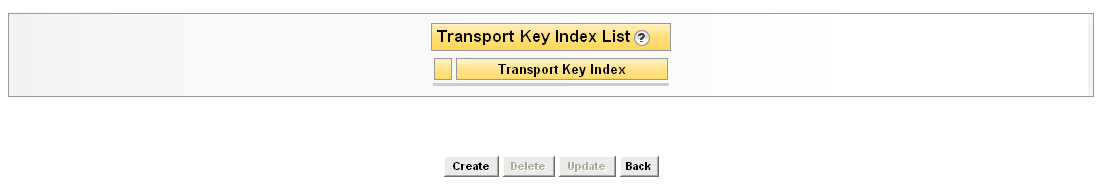 Transport Key Index List ?
Transport Key Index
Create Delete Update Back